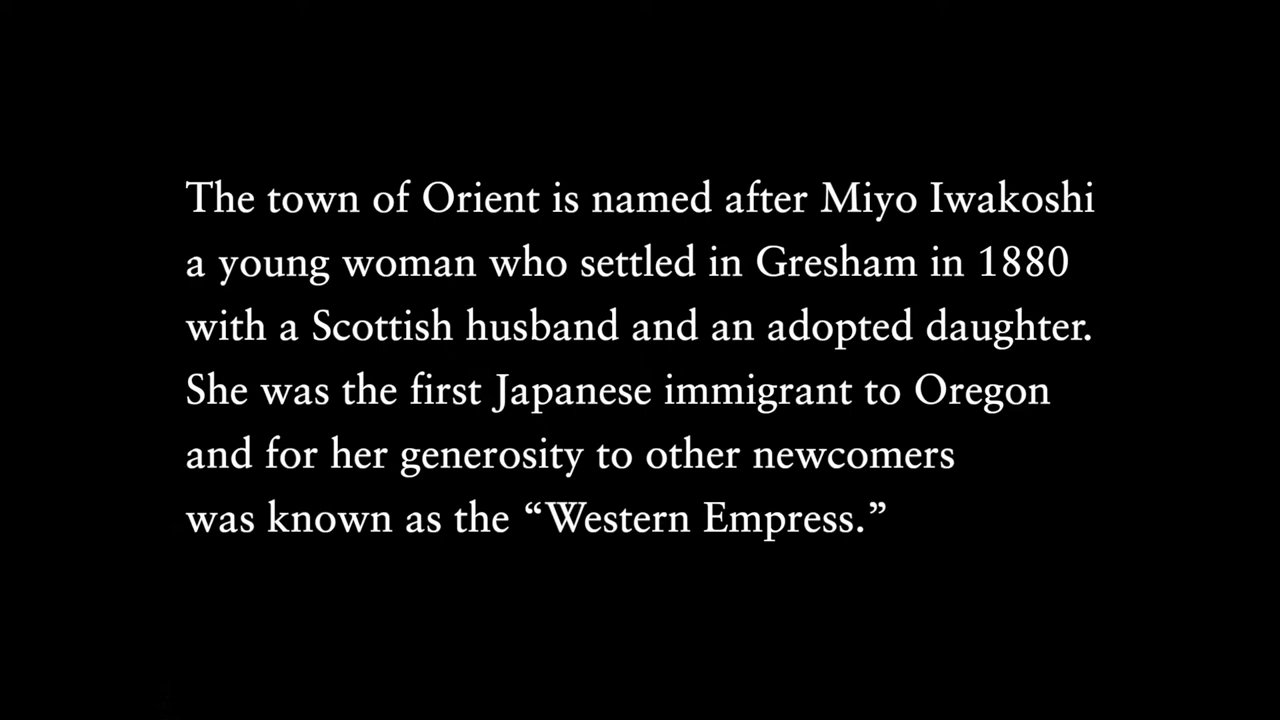 The town of Orient is named after Miyo Iwakoshi
a young woman who settled in Gresham in 1880
with a Scottish husband and an adopted daughter.
She was the first Japanese immigrant to Oregon
and for her generosity to other newcomers
was known as the “Western Empress.”